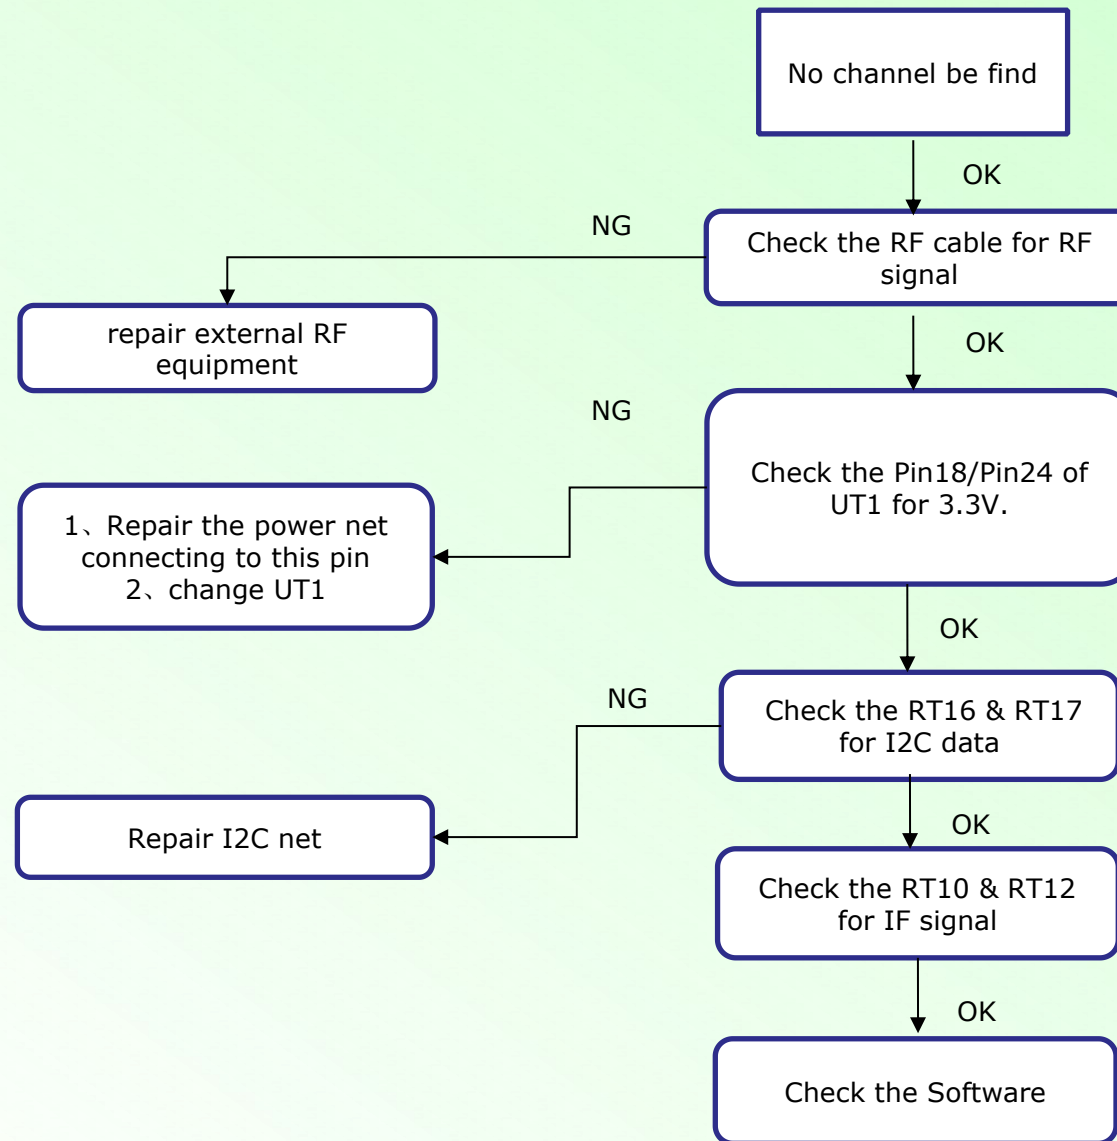 No channel be find
OK
NG
Check the RF cable for RF
signal
repair external RF
equipment
OK
NG
Check the Pin18/Pin24 of
UT1 for 3.3V.
1、Repair the power net
connecting to this pin
2、change UT1
OK
NG
Check the RT16 & RT17
for I2C data
Repair I2C net
OK
Check the RT10 & RT12
for IF signal
OK
Check the Software